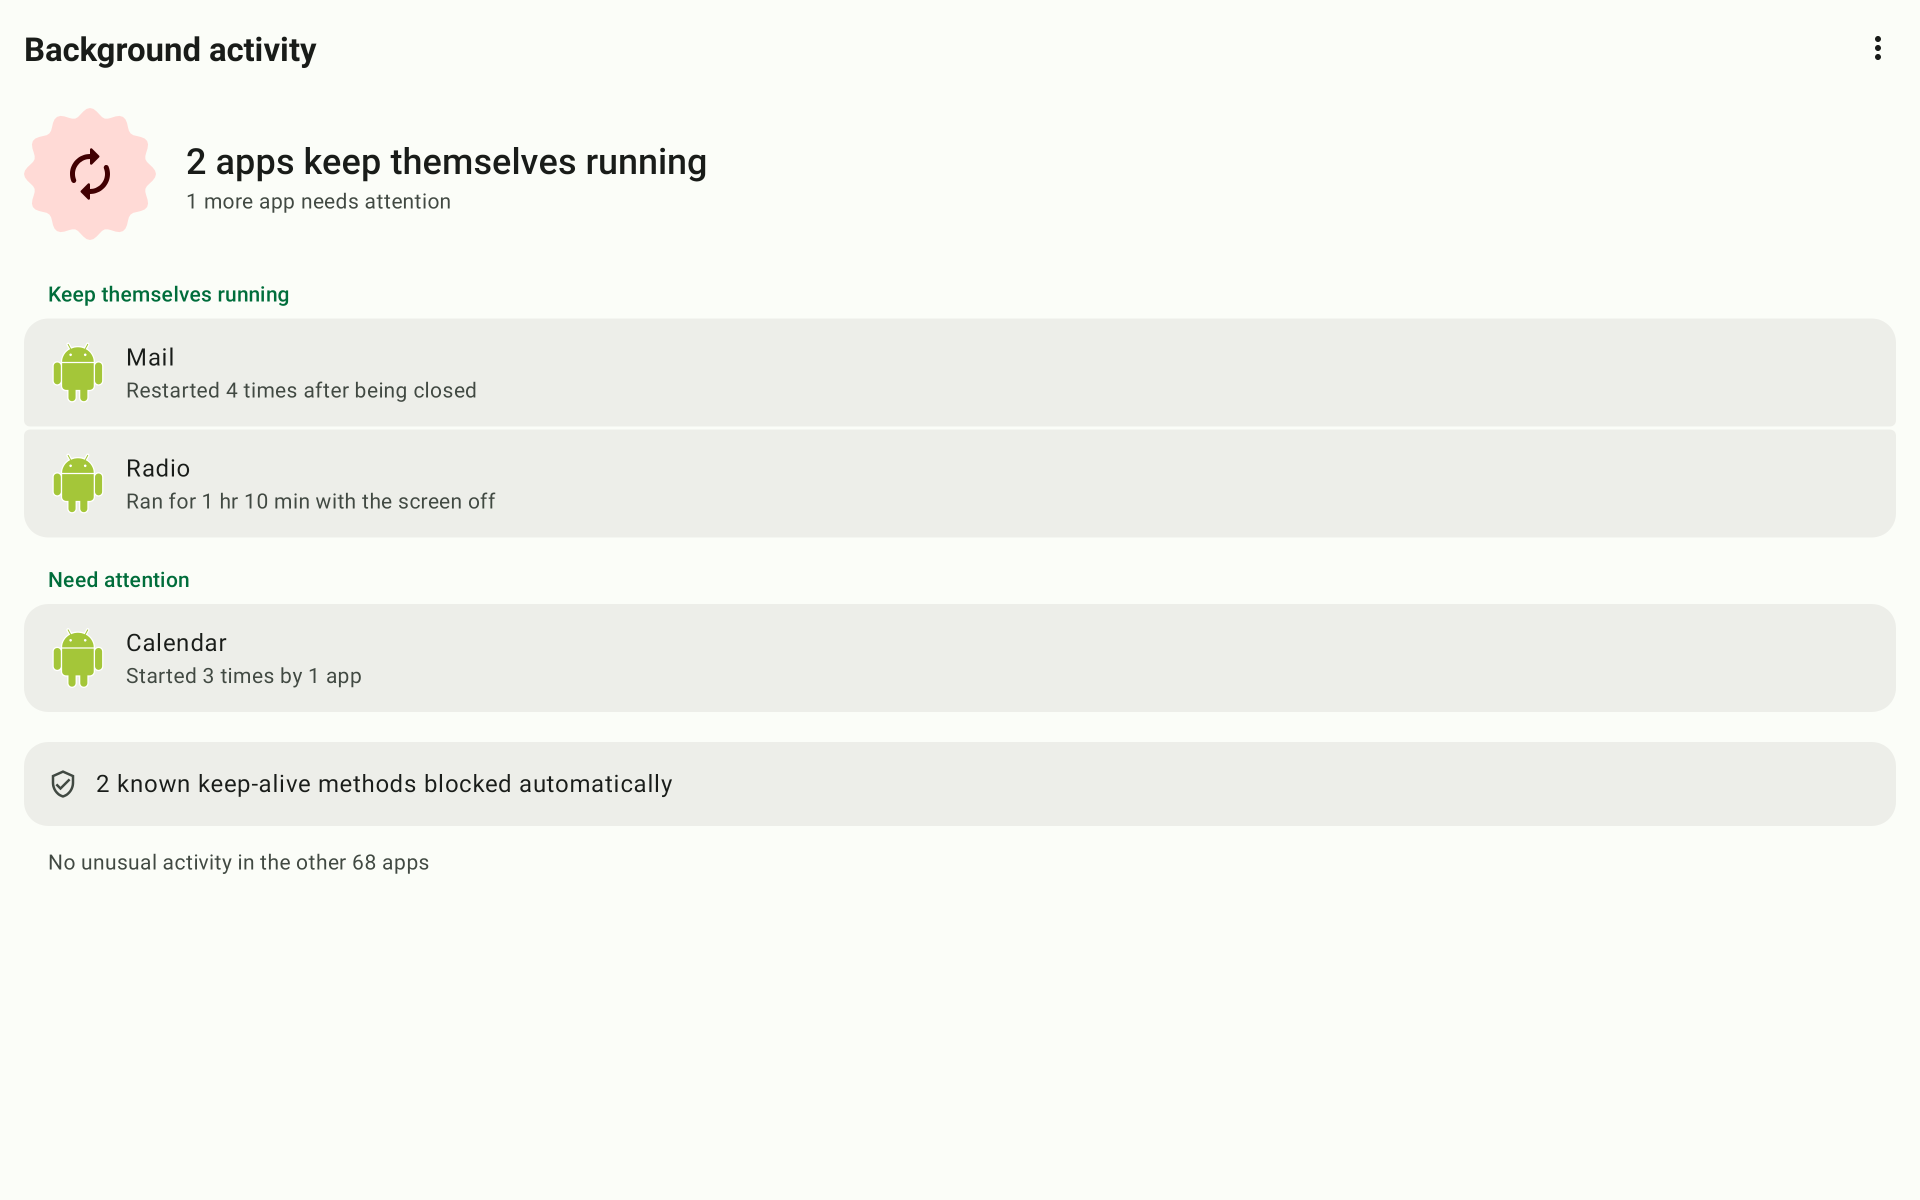 Background activity
2 apps keep themselves running
1 more app needs attention
Keep themselves running
Mail
Restarted 4 times after being closed
Radio
Ran for 1 hr 10 min with the screen off
Need attention
Calendar
Started 3 times by 1 app
2 known keep-alive methods blocked automatically
No unusual activity in the other 68 apps